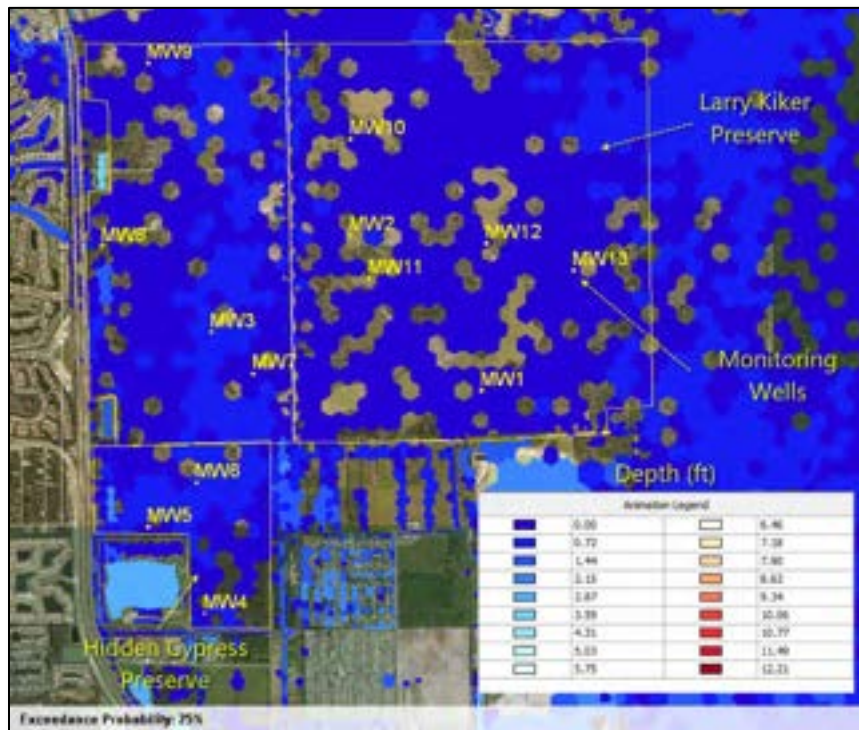 MW9
Larry Kiker
Preserve
MW10
MW2
MW12
MW11
MW13
MW3
MW7
Monitoring
Wells
MW1
MW6
Depth (ft)
Animation Legend
0.00 6.46
0.72 7.18
1.44 7.90
2.15 8.62
2.87 9.34
3.59 10.06
4.31 10.77
5.03 11.49
5.75 12.21
MW5
MW4
Hidden Cypress
Preserve
Exceedance Probability: 25%